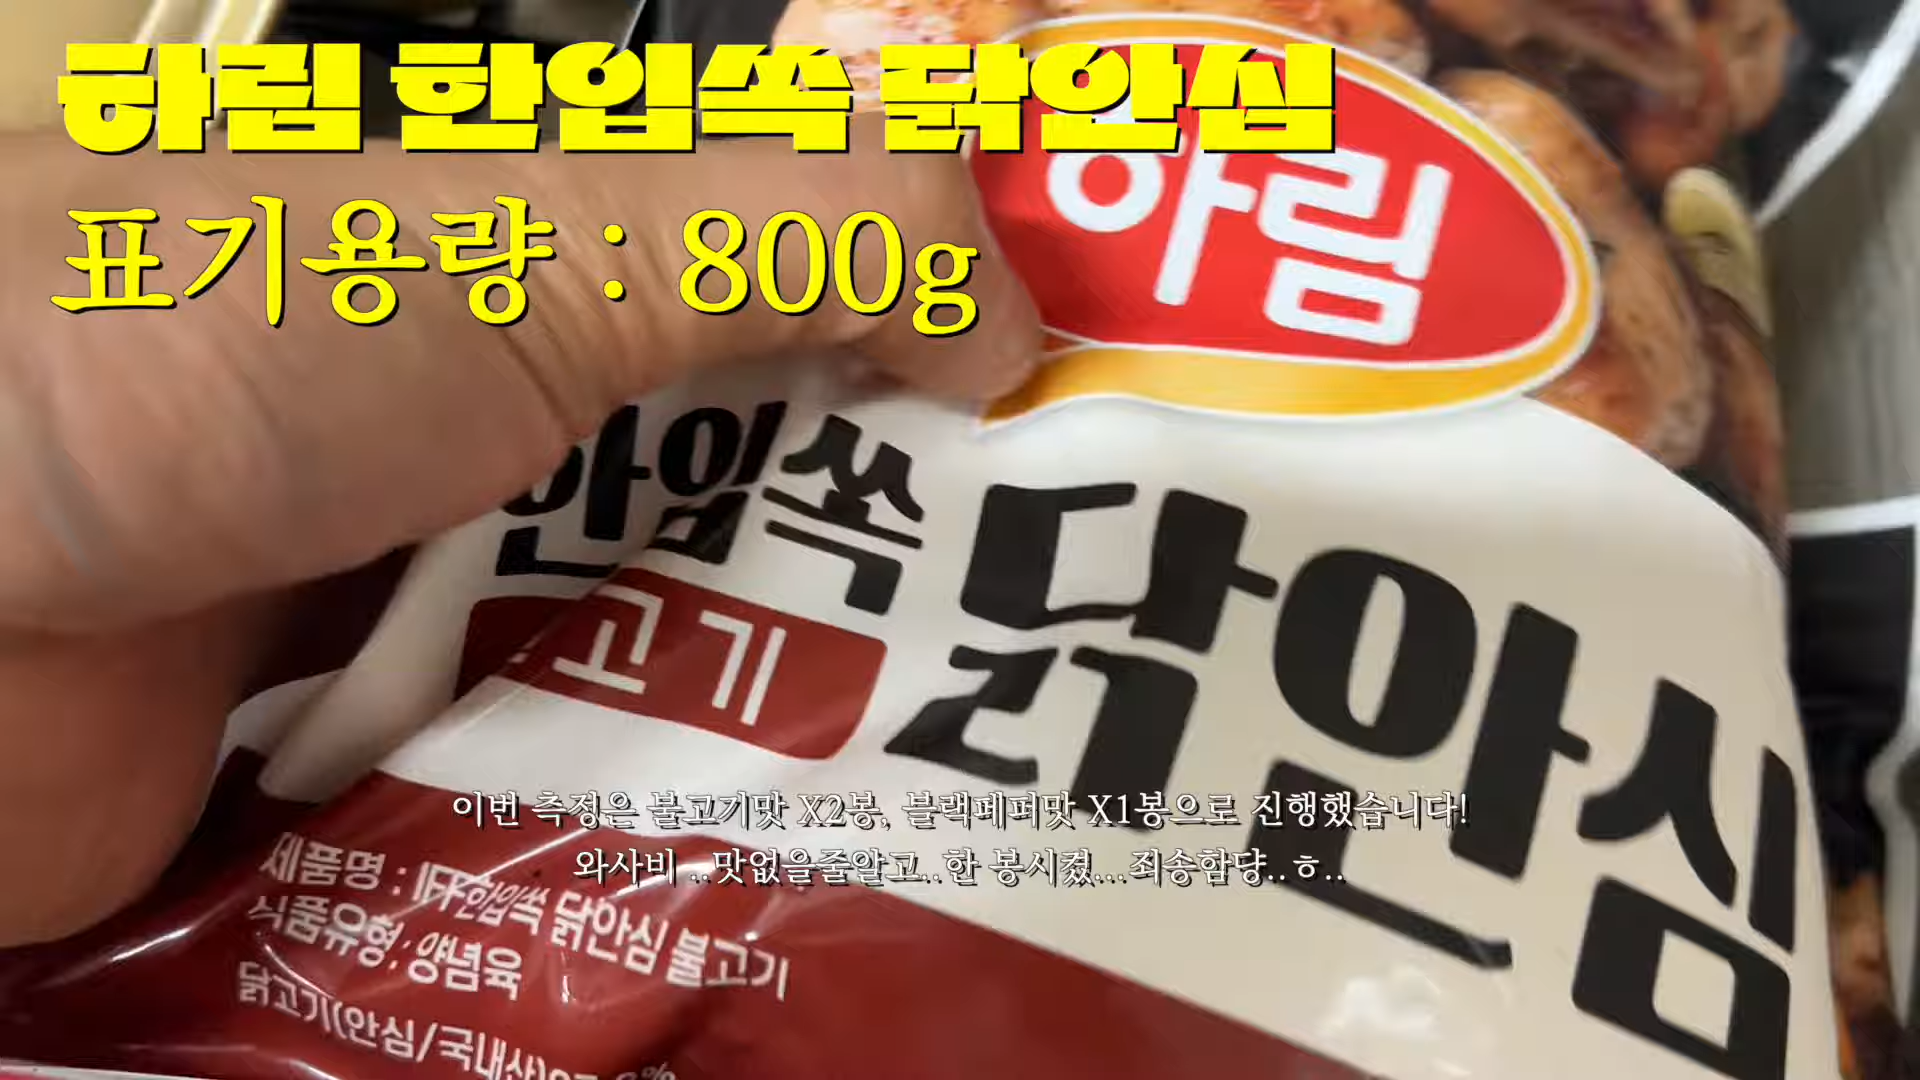 하림 한입쏙 닭안심
표기용량 : 800g
하림
한입쏙 닭안심
고기
이번 측정은 불고기맛 X2봉, 블랙페퍼맛 X1봉으로 진행했습니다!
와사비 ..맛없을줄알고..한 봉시켰...죄송함댱..ㅎ..
제품명 : IFF한입쏙 닭안심 불고기
식품유형: 양념육
닭고기(안심/국내산)